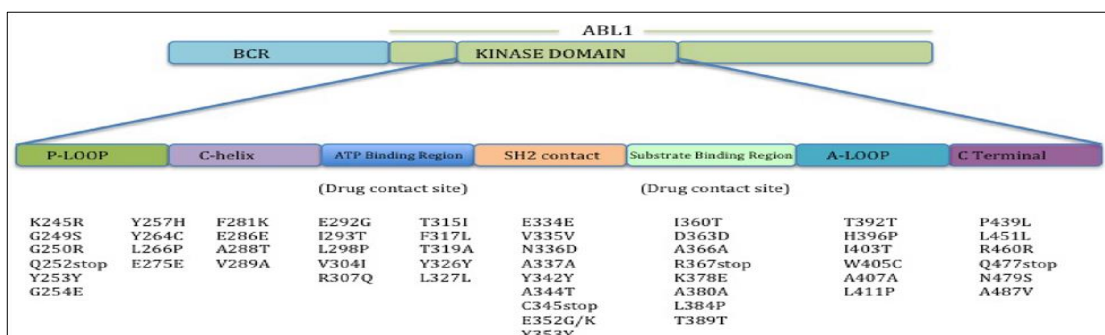 ABL1
BCR KINASE DOMAIN
P-LOOP C-helix ATP Binding Region SH2 contact Substrate Binding Region A-LOOP C Terminal
(Drug contact site) (Drug contact site)
K245R Y257H F281K E292G T315I E334E I360T T392T P439L
G249S Y264C E286E I293T F317L V335V D363D H396P L451L
G250R L266P A288T L298P T319A N336D A366A I403T R460R
Q252stop E275E V289A V304I Y326Y A337A R367stop W405C Q477stop
Y253Y R307Q L327L Y342Y K378E A407A N479S
G254E A344T A380A L411P A487V
C345stop L384P
E352G/K T389T
Y353Y